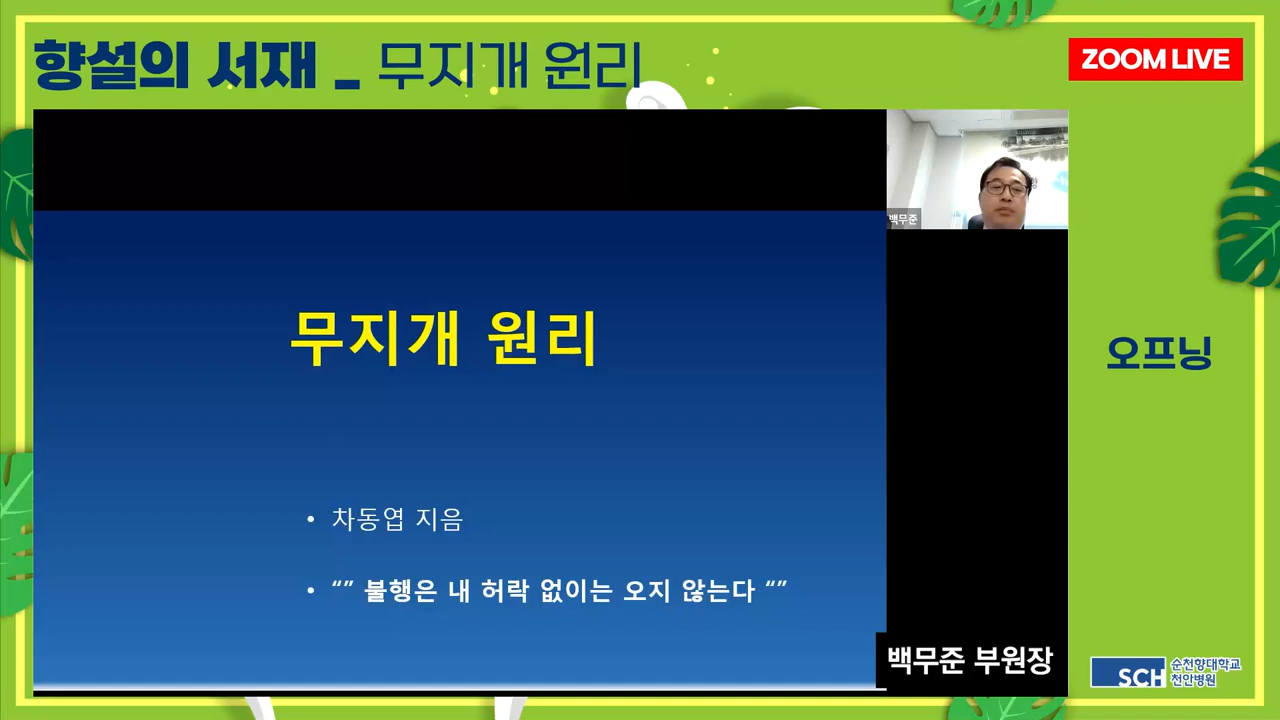 향설의 서재 _ 무지개 원리
ZOOM LIVE
백무준
무지개 원리
오프닝
• 차동엽 지음
• “” 불행은 내 허락 없이는 오지 않는다 “”
백무준 부원장
SCH 순천향대학교
천안병원